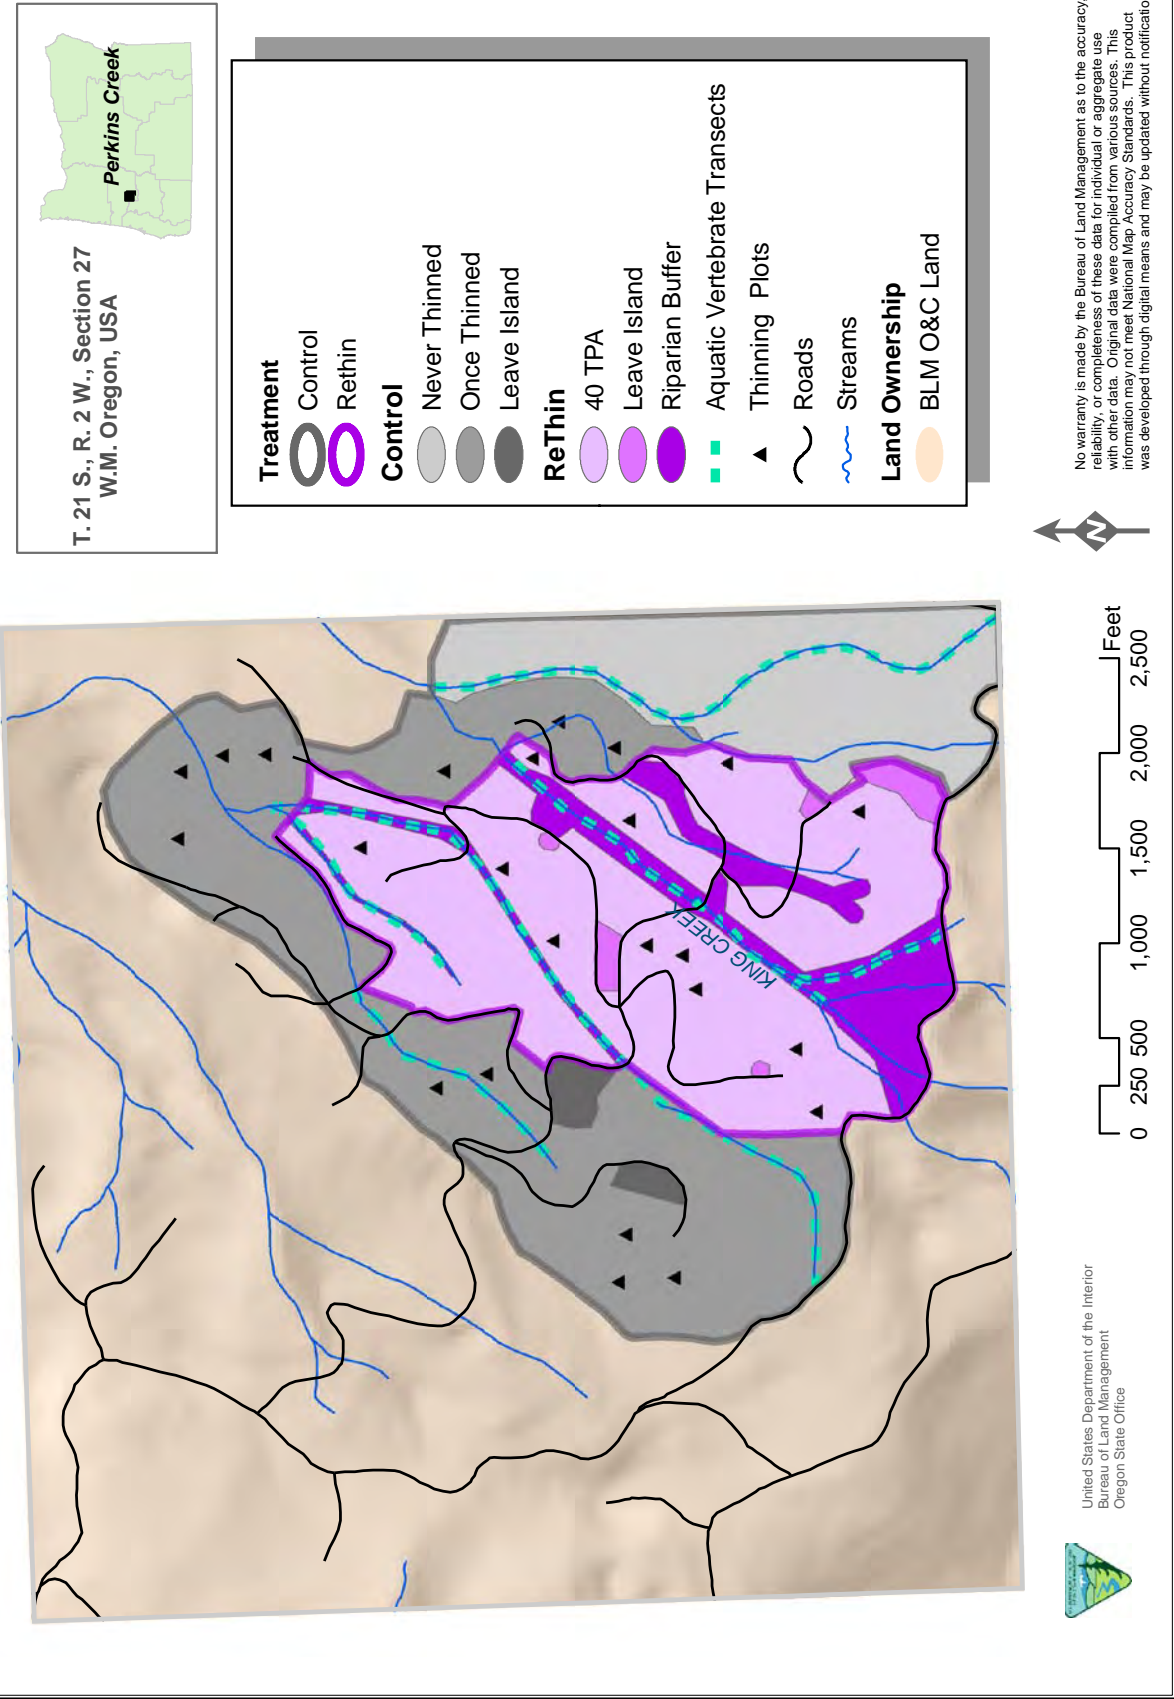 T. 21 S., R. 2 W., Section 27
W.M. Oregon, USA
Perkins Creek
Treatment
Control
Rethin
Control
Never Thinned
Once Thinned
Leave Island
ReThin
40 TPA
Leave Island
Riparian Buffer
Aquatic Vertebrate Transects
Thinning Plots
Roads
Streams
Land Ownership
BLM O&C Land
KING CREEK
N
0 250 500 1,000 1,500 2,000 2,500
Feet
United States Department of the Interior
Bureau of Land Management
Oregon State Office
No warranty is made by the Bureau of Land Management as to the accuracy,
reliability, or completeness of these data for individual or aggregate use
with other data. Original data were compiled from various sources. This
information may not meet National Map Accuracy Standards. This product
was developed through digital means and may be updated without notificatio